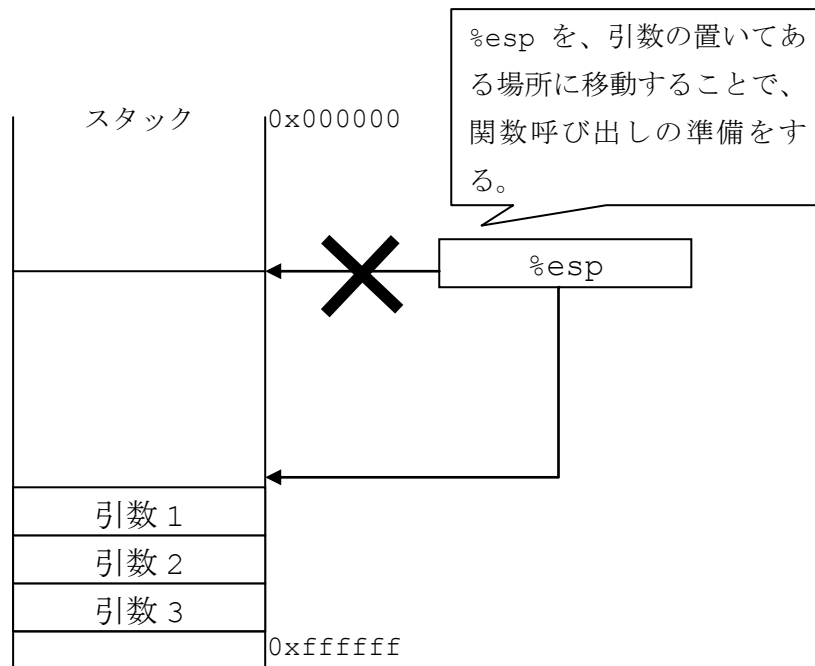 %esp を、引数の置いてあ
る場所に移動することで、
関数呼び出しの準備をす
る。
スタック
0x000000
%esp
引数 1
引数 2
引数 3
0xffffff